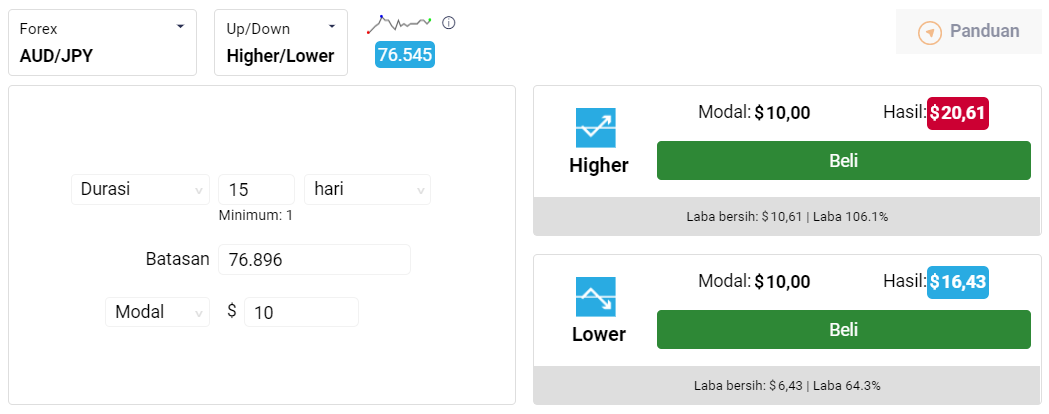 Forex
AUD/JPY
Up/Down
Higher/Lower
76.545
Panduan
Durasi 15 hari
Minimum: 1
Batasan 76.896
Modal $ 10
Modal: $10,00 Hasil: $20,61
Higher
Beli
Laba bersih: $10,61 | Laba 106.1%
Modal: $10,00 Hasil: $16,43
Lower
Beli
Laba bersih: $6,43 | Laba 64.3%